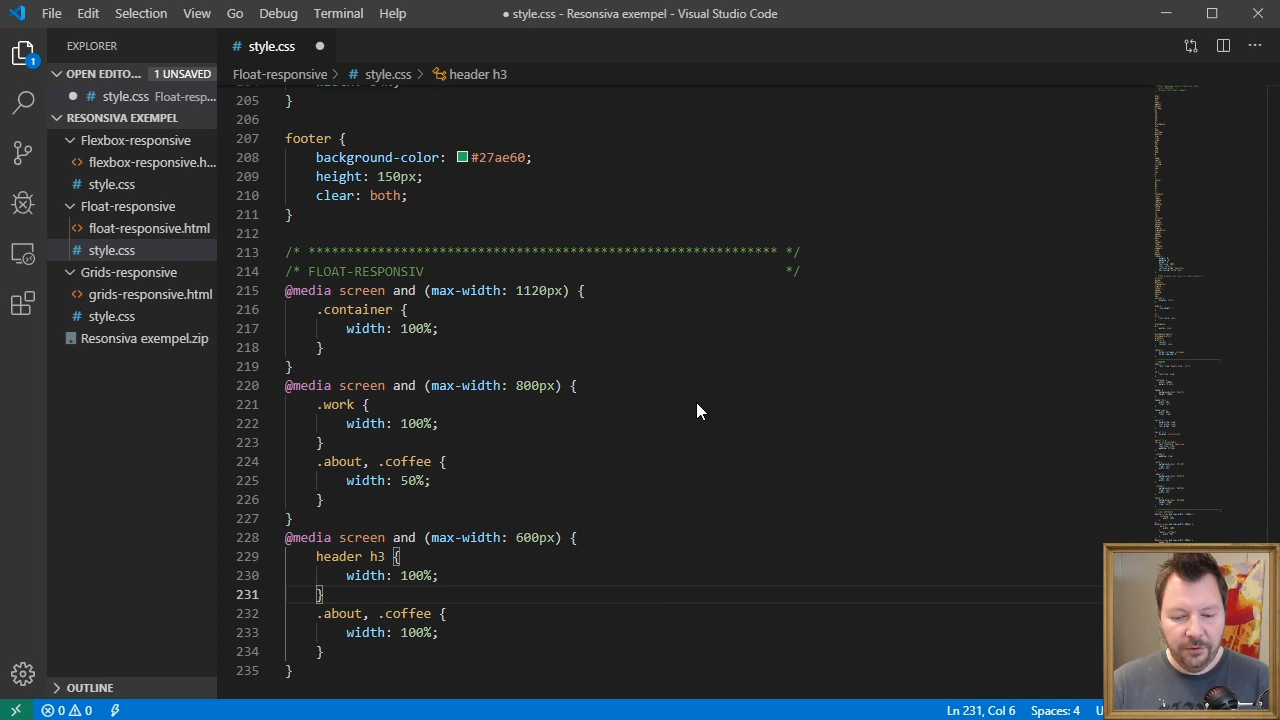 File Edit Selection View Go Debug Terminal Help
● style.css - Resonsiva exempel - Visual Studio Code
EXPLORER
OPEN EDITO... 1 UNSAVED
style.css Float-resp...
RESONSIVA EXEMPEL
Flexbox-responsive
flexbox-responsive.h...
# style.css
Float-responsive
float-responsive.html
# style.css
Grids-responsive
grids-responsive.html
# style.css
Resonsiva exempel.zip
OUTLINE
1
# style.css
Float-responsive > # style.css > header h3
205 }
206
207 footer {
208 background-color: #27ae60;
209 height: 150px;
210 clear: both;
211 }
212
213 /* ************************************************************* */
214 /* FLOAT-RESPONSIV */
215 @media screen and (max-width: 1120px) {
216 .container {
217 width: 100%;
218 }
219 }
220 @media screen and (max-width: 800px) {
221 .work {
222 width: 100%;
223 }
224 .about, .coffee {
225 width: 50%;
226 }
227 }
228 @media screen and (max-width: 600px) {
229 header h3 {
230 width: 100%;
231 }
232 .about, .coffee {
233 width: 100%;
234 }
235 }
0 0
Ln 231, Col 6 Spaces: 4